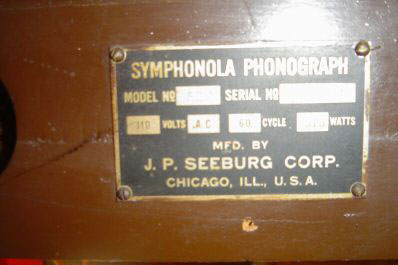 SYMPHONOLA PHONOGRAPH
MODEL NO SERIAL NO
110 VOLTS A.C. 60 CYCLE WATTS
MFD. BY
J. P. SEEBURG CORP.
CHICAGO, ILL., U. S. A.